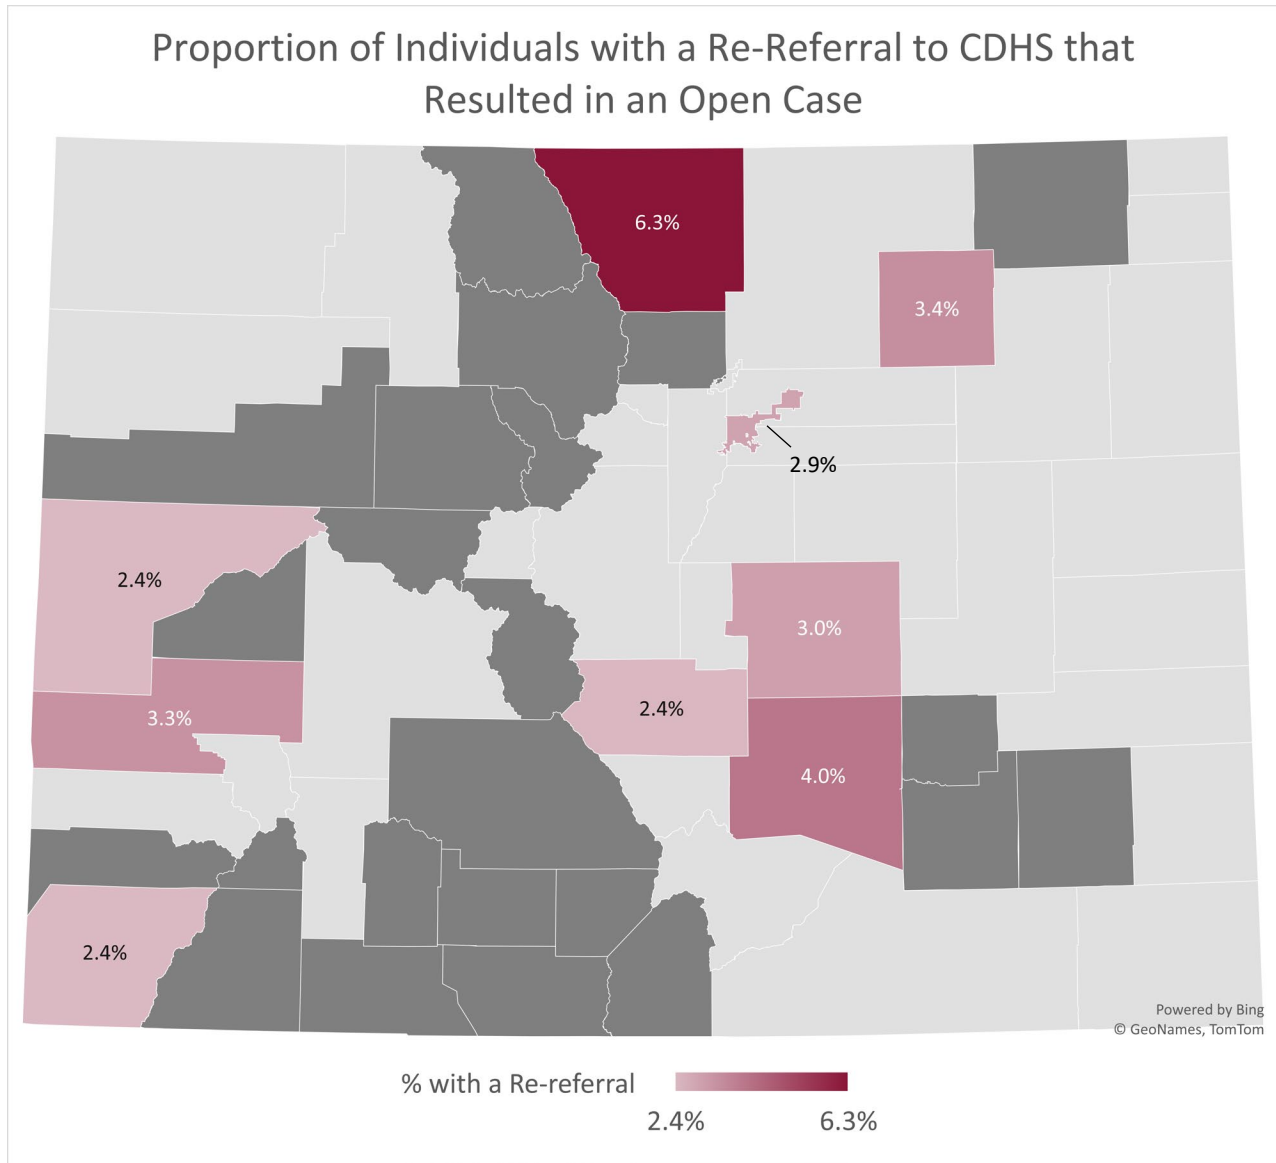 Proportion of Individuals with a Re-Referral to CDHS that
Resulted in an Open Case
6.3%
3.4%
2.9%
2.4%
3.0%
3.3%
2.4%
4.0%
2.4%
Powered by Bing
© GeoNames, TomTom
% with a Re-referral
2.4%
6.3%